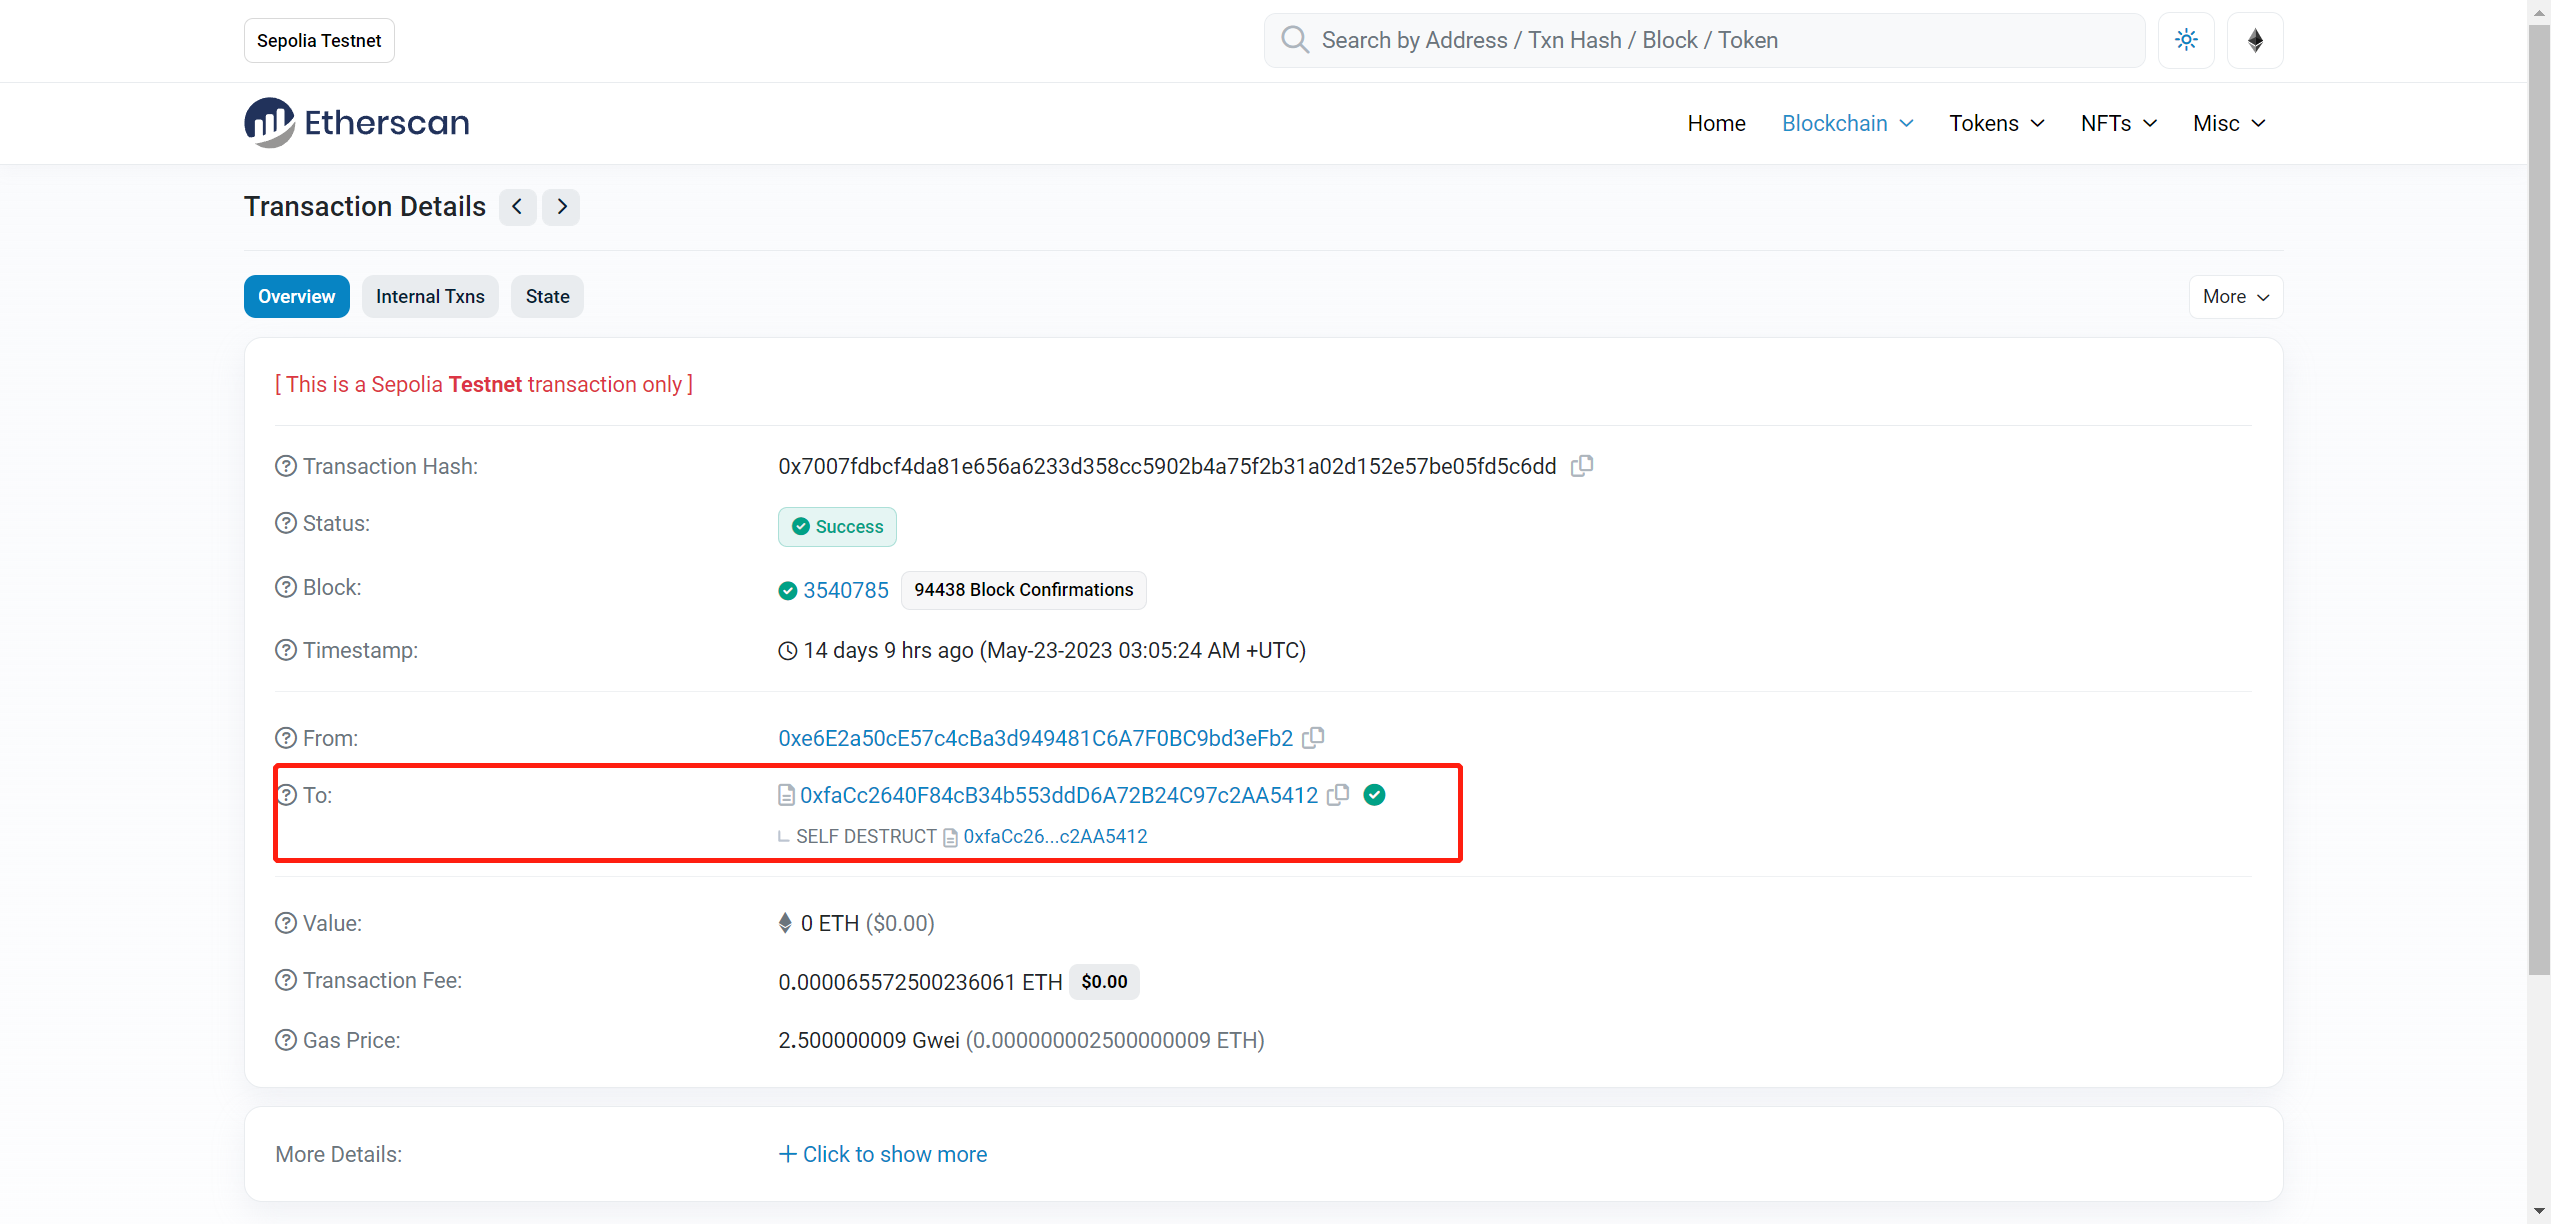 Sepolia Testnet
Search by Address / Txn Hash / Block / Token
Etherscan
Home Blockchain Tokens NFTs Misc
Transaction Details
Overview Internal Txns State More
[ This is a Sepolia Testnet transaction only ]
Transaction Hash: 0x7007fdbcf4da81e656a6233d358cc5902b4a75f2b31a02d152e57be05fd5c6dd
Status: Success
Block: 3540785 94438 Block Confirmations
Timestamp: 14 days 9 hrs ago (May-23-2023 03:05:24 AM +UTC)
From: 0xe6E2a50cE57c4cBa3d949481C6A7F0BC9bd3eFb2
To: 0xfaCc2640F84cB34b553ddD6A72B24C97c2AA5412
SELF DESTRUCT 0xfaCc26...c2AA5412
Value: 0 ETH ($0.00)
Transaction Fee: 0.000065572500236061 ETH $0.00
Gas Price: 2.500000009 Gwei (0.000000002500000009 ETH)
More Details: + Click to show more